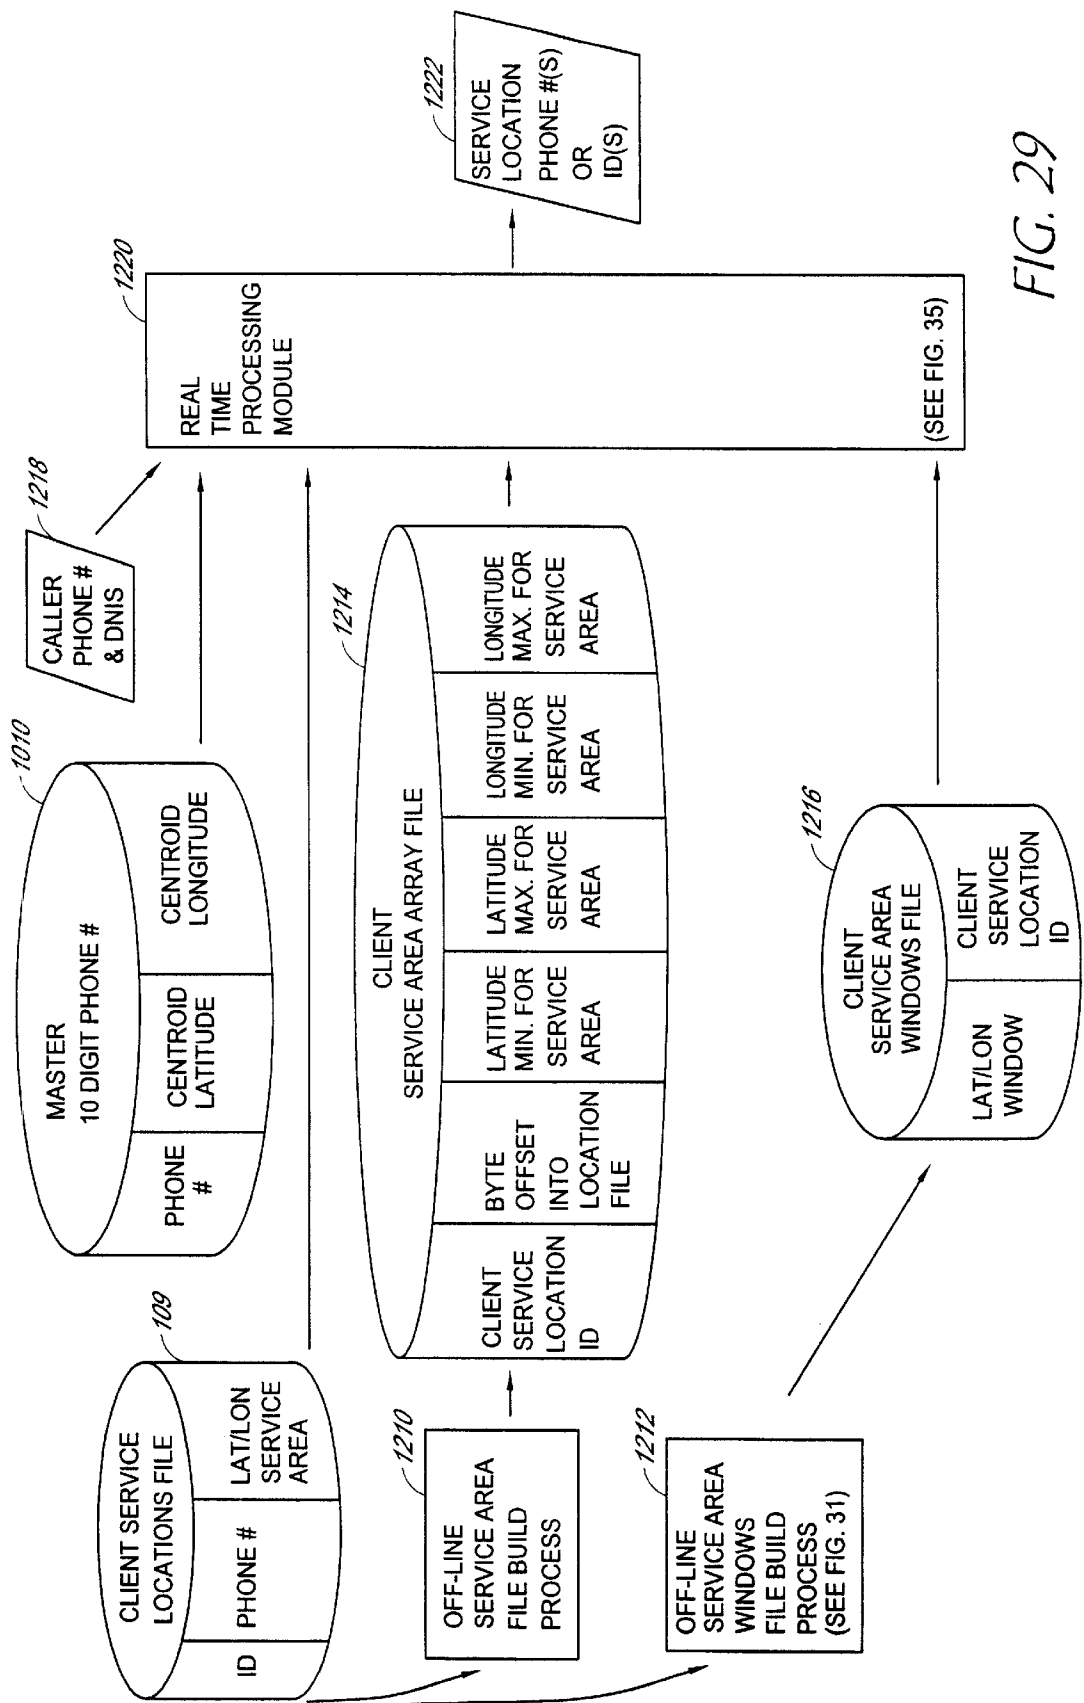 CLIENT SERVICE
LOCATIONS FILE
109
ID
PHONE #
LAT/LON
SERVICE
AREA
MASTER
10 DIGIT PHONE #
1010
PHONE
#
CENTROID
LATITUDE
CENTROID
LONGITUDE
CALLER
PHONE #
& DNIS
1218
1220
REAL
TIME
PROCESSING
MODULE
(SEE FIG. 35)
1222
SERVICE
LOCATION
PHONE #(S)
OR
ID(S)
1210
OFF-LINE
SERVICE AREA
FILE BUILD
PROCESS
CLIENT
SERVICE AREA ARRAY FILE
1214
CLIENT
SERVICE
LOCATION
ID
BYTE
OFFSET
INTO
LOCATION
FILE
LATITUDE
MIN. FOR
SERVICE
AREA
LATITUDE
MAX. FOR
SERVICE
AREA
LONGITUDE
MIN. FOR
SERVICE
AREA
LONGITUDE
MAX. FOR
SERVICE
AREA
1212
OFF-LINE
SERVICE AREA
WINDOWS
FILE BUILD
PROCESS
(SEE FIG. 31)
CLIENT
SERVICE AREA
WINDOWS FILE
1216
LAT/LON
WINDOW
CLIENT
SERVICE
LOCATION
ID
FIG. 29